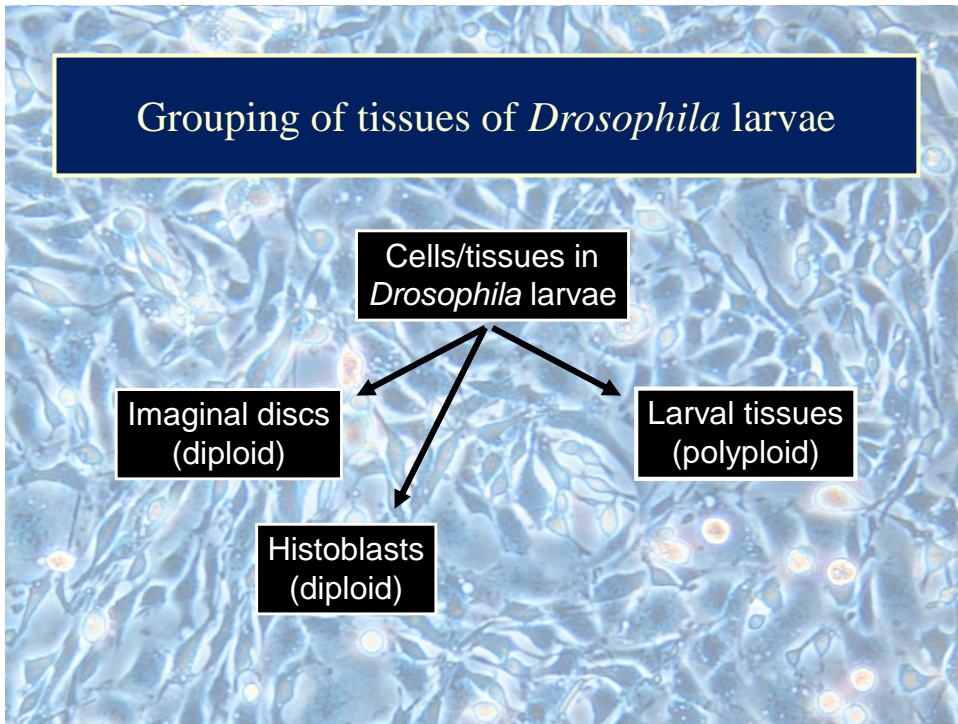 Grouping of tissues of Drosophila larvae
Cells/tissues in
Drosophila larvae
Imaginal discs
(diploid)
Larval tissues
(polyploid)
Histoblasts
(diploid)